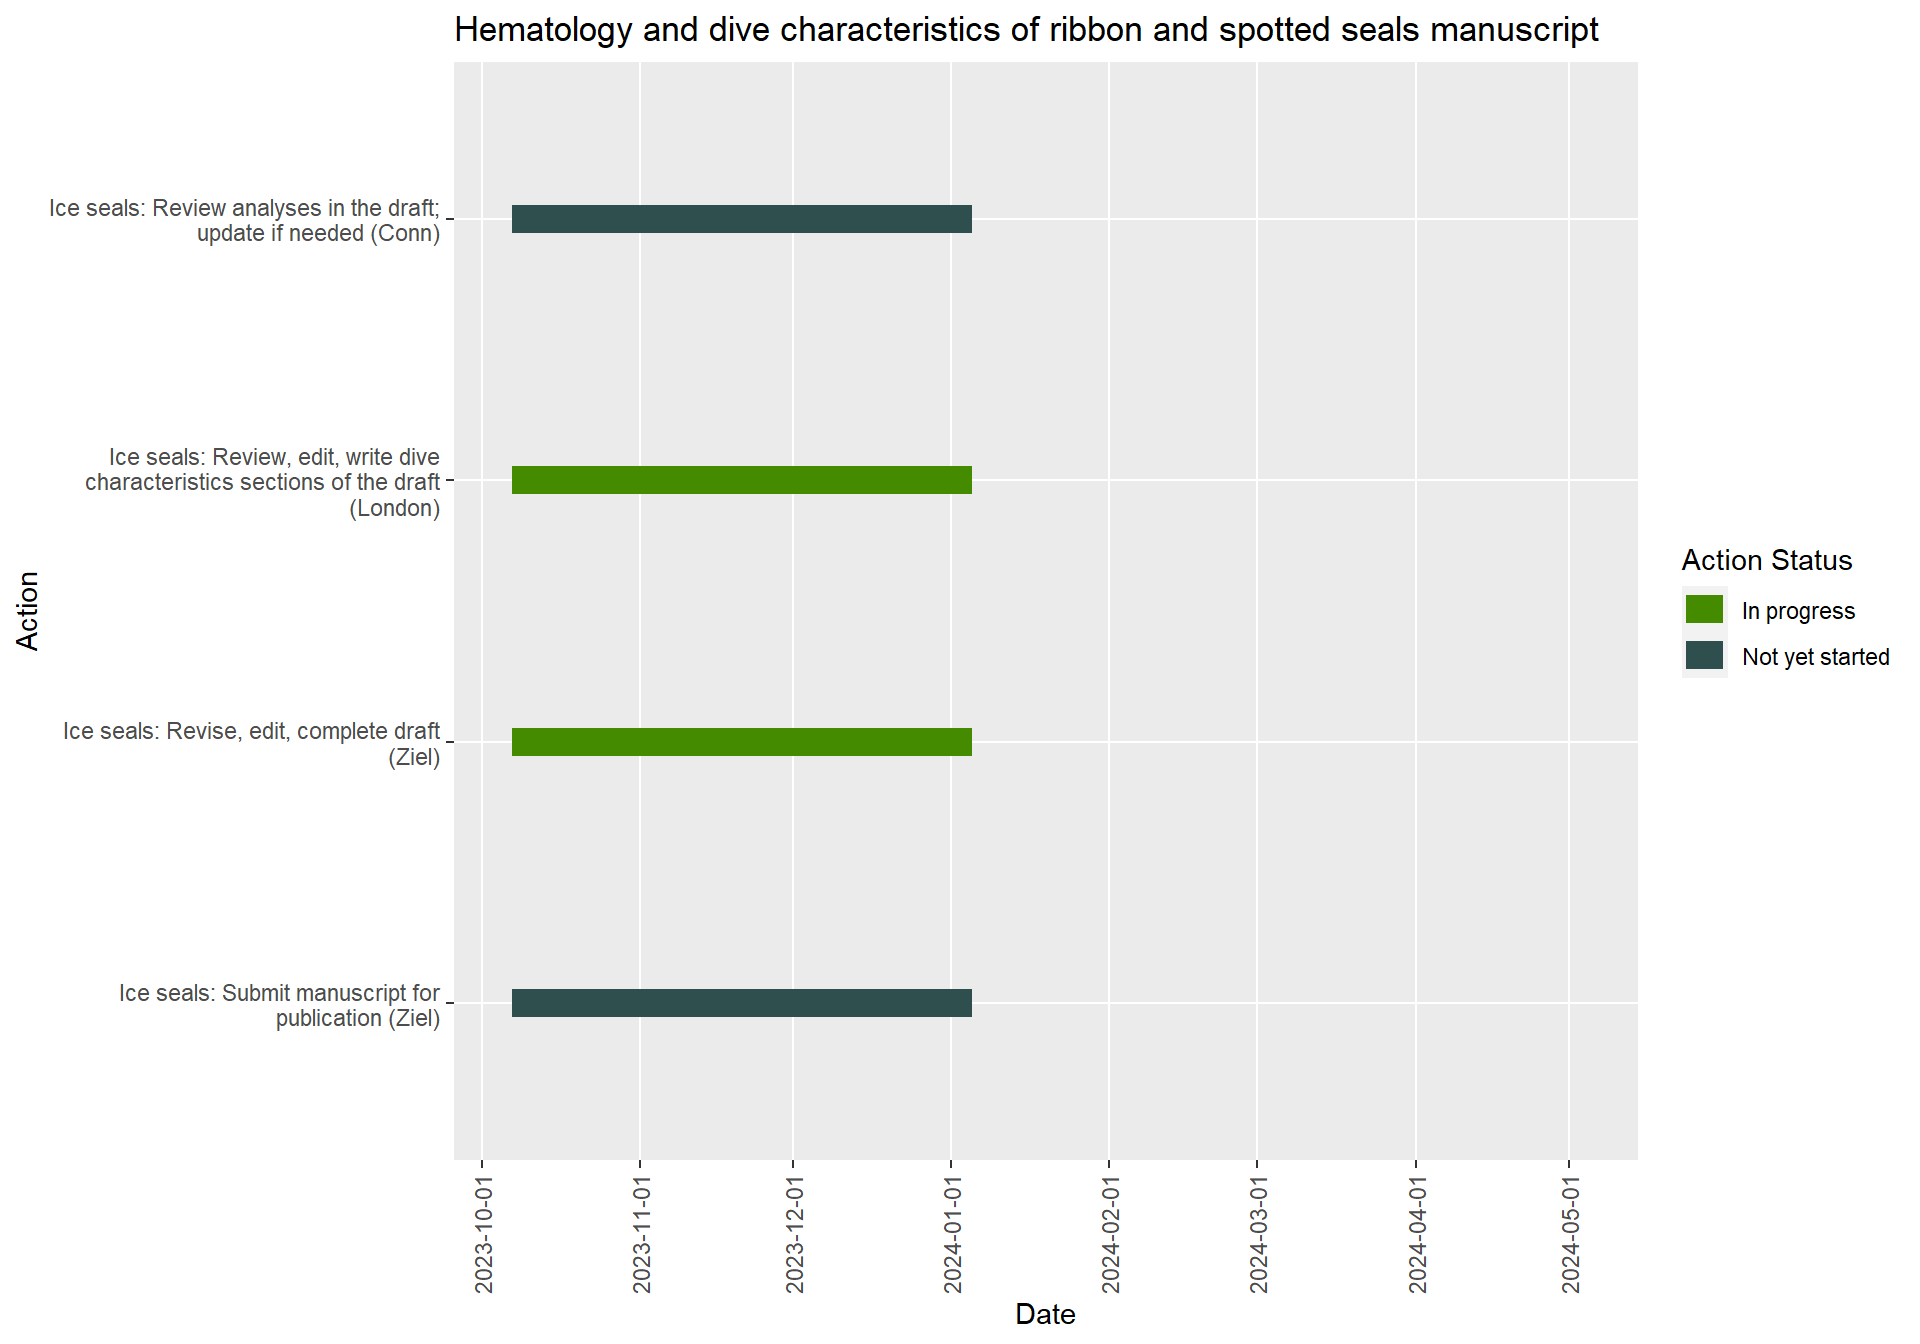 Hematology and dive characteristics of ribbon and spotted seals manuscript
Action
Ice seals: Review analyses in the draft;
update if needed (Conn)
Ice seals: Review, edit, write dive
characteristics sections of the draft
(London)
Ice seals: Revise, edit, complete draft
(Ziel)
Ice seals: Submit manuscript for
publication (Ziel)
2023-10-01
2023-11-01
2023-12-01
2024-01-01
2024-02-01
2024-03-01
2024-04-01
2024-05-01
Date
Action Status
In progress
Not yet started